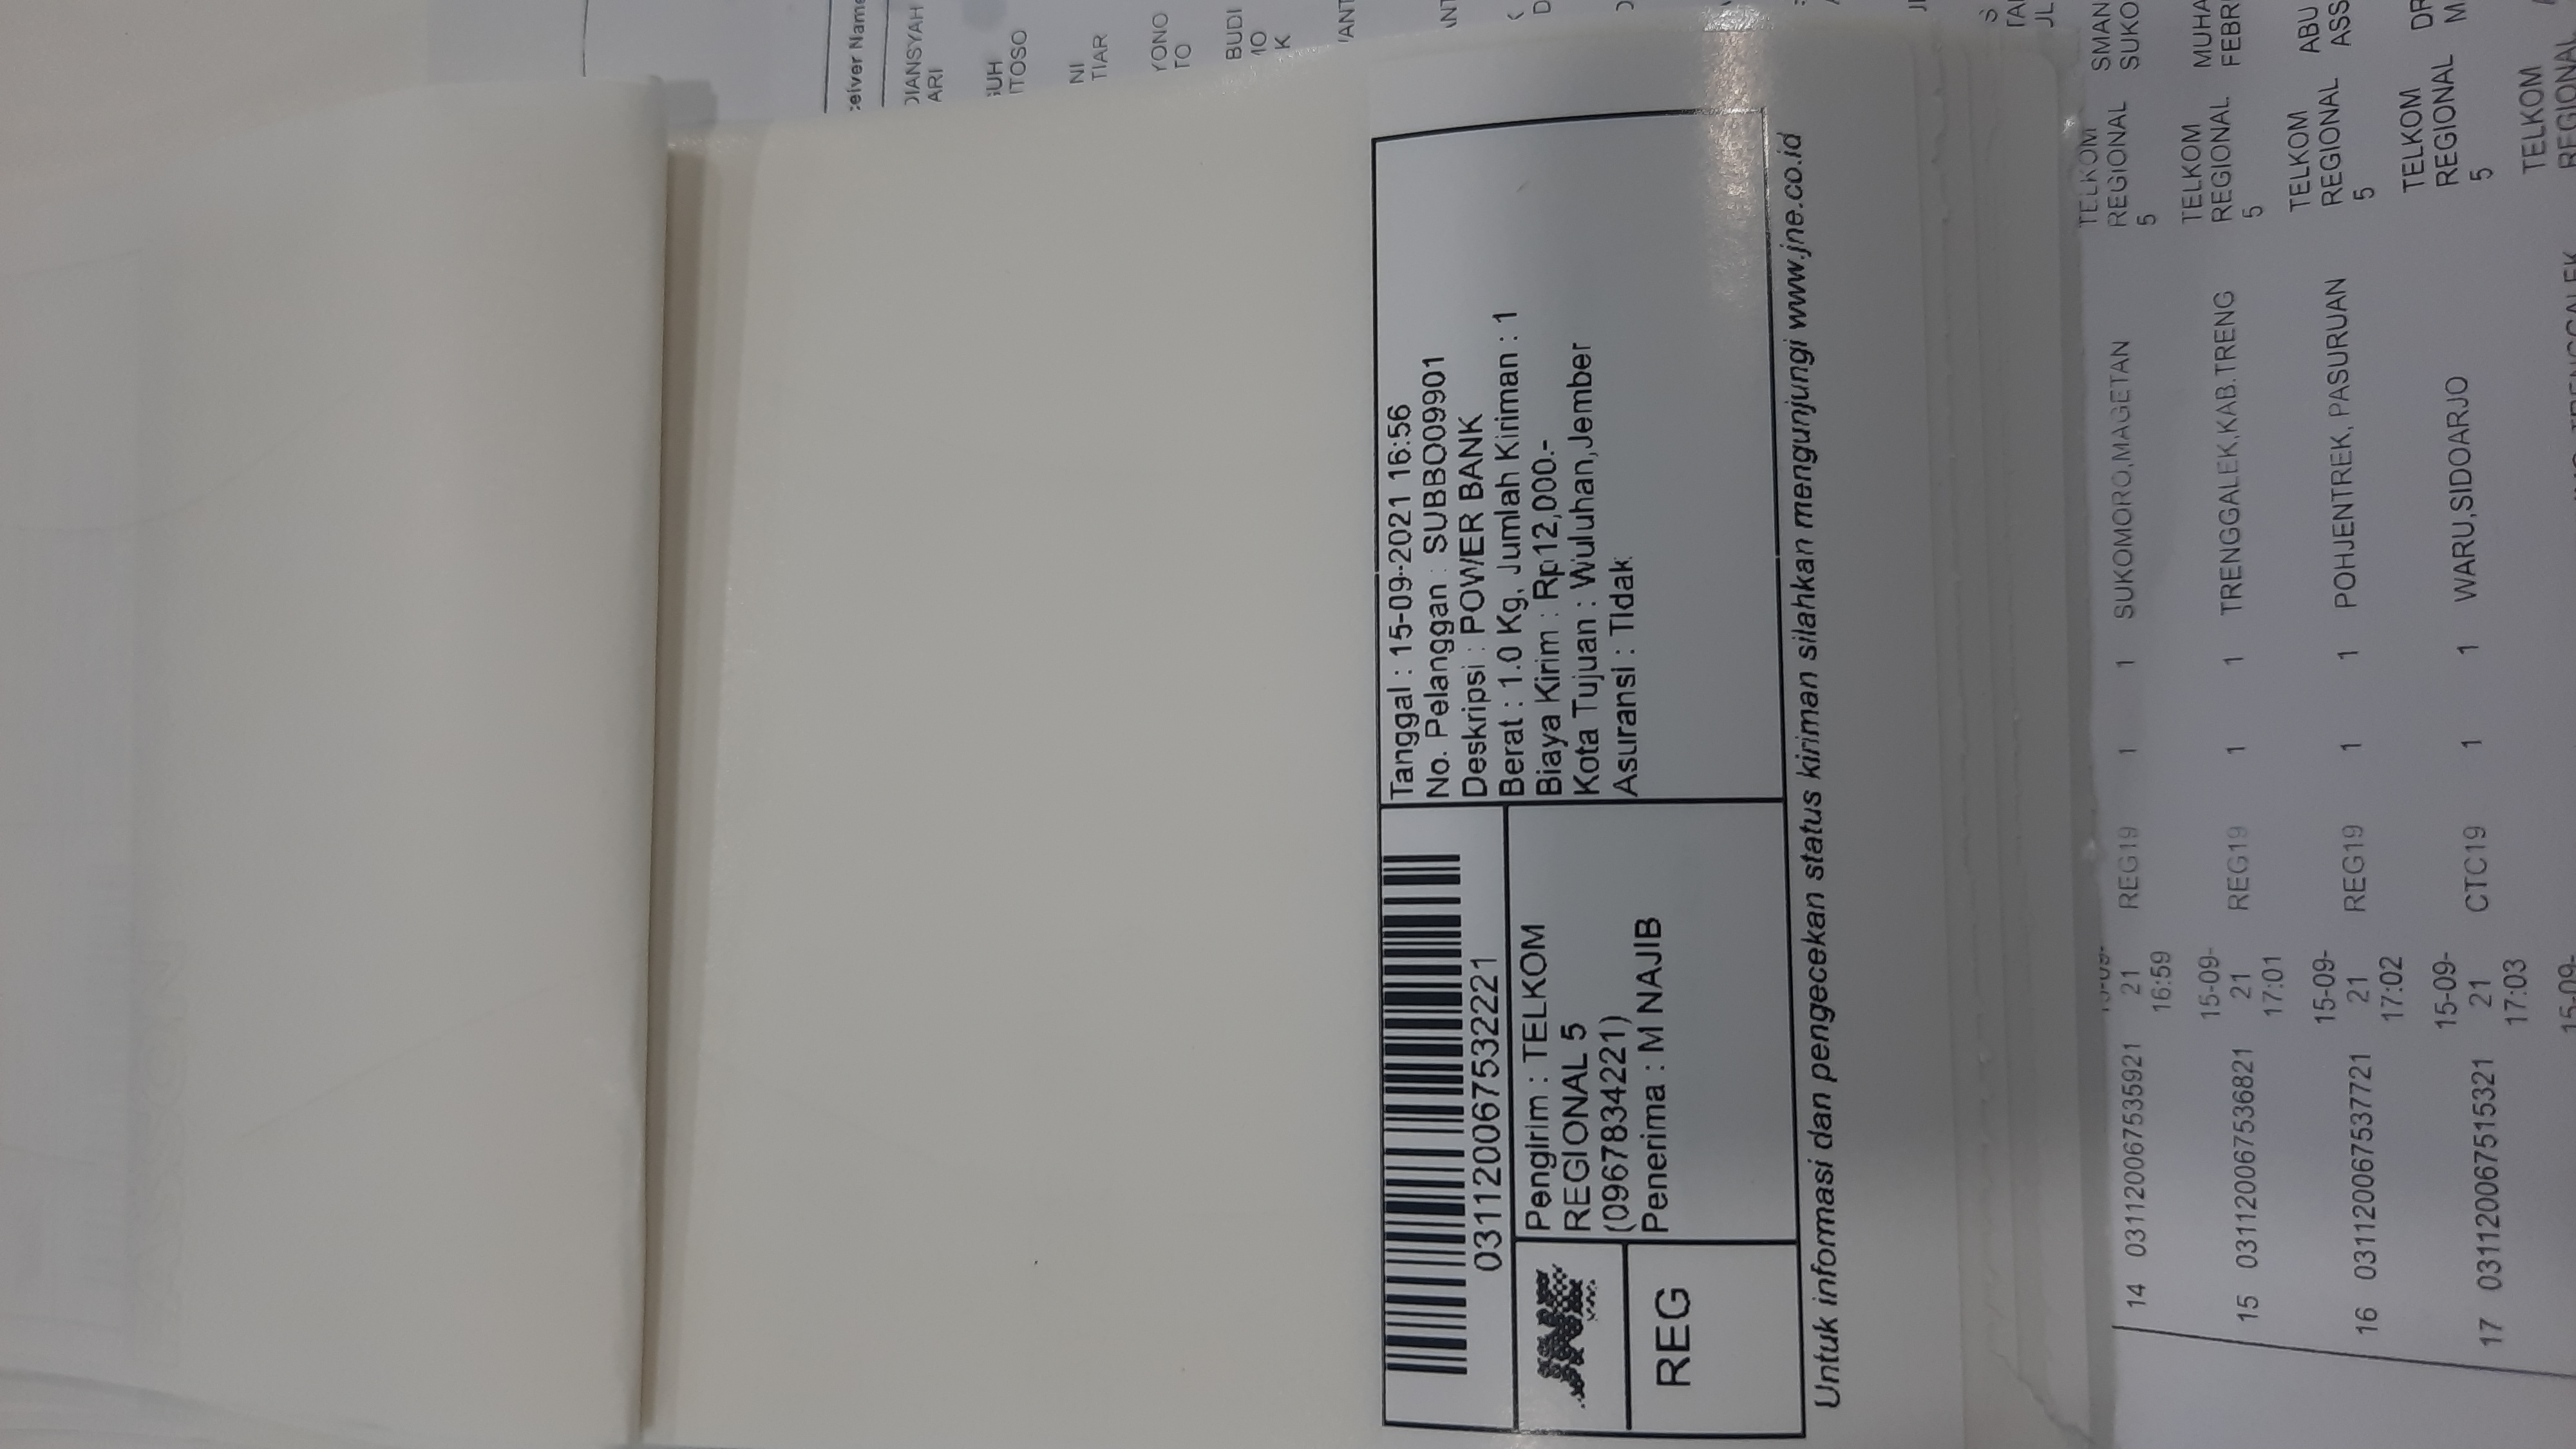 ceiver Name
DIANSYAH
ARI
GUH
ITOSO
NI
TIAR
YONO
TO
BUDI
MO
K
031120067532221
JNE
REG
Pengirim : TELKOM
REGIONAL 5
(0967834221)
Penerima : M NAJIB
Tanggal : 15-09-2021 16:56
No. Pelanggan : SUBBO09901
Deskripsi : POWER BANK
Berat : 1.0 Kg, Jumlah Kiriman : 1
Biaya Kirim : Rp12,000.-
Kota Tujuan : Wuluhan,Jember
Asuransi : Tidak
Untuk informasi dan pengecekan status kiriman silahkan mengunjungi www.jne.co.id
14 031120067535921 15-09-21 16:59 REG19 1 1 SUKOMORO,MAGETAN TELKOM REGIONAL 5 SMAN SUKO
15 031120067536821 15-09-21 17:01 REG19 1 1 TRENGGALEK,KAB.TRENG TELKOM REGIONAL 5 MUHA FEBR
16 031120067537721 15-09-21 17:02 REG19 1 1 POHJENTREK, PASURUAN TELKOM REGIONAL 5 ABU ASS
17 031120067515321 15-09-21 17:03 CTC19 1 1 WARU,SIDOARJO TELKOM REGIONAL 5 DR M
15-09- TELKOM REGIONAL